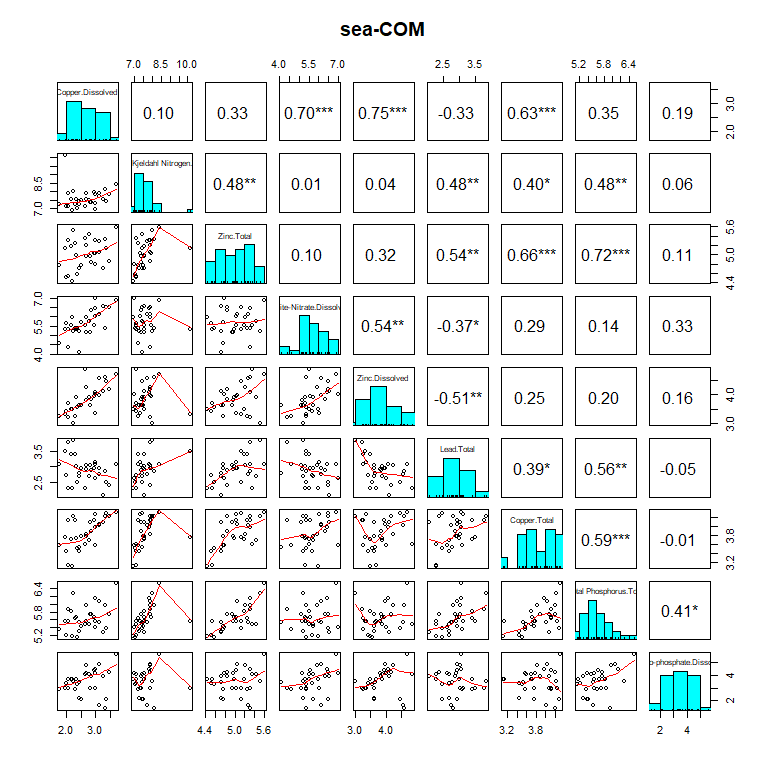 sea-COM
7.0 8.5 10.0 4.0 5.5 7.0 2.5 3.5 5.2 5.8 6.4
Copper.Dissolved 0.10 0.33 0.70*** 0.75*** -0.33 0.63*** 0.35 0.19 2.0 3.0
7.0 8.5 Kjeldahl Nitrogen. 0.48** 0.01 0.04 0.48** 0.40* 0.48** 0.06
Zinc.Total 0.10 0.32 0.54** 0.66*** 0.72*** 0.11 4.4 5.0 5.6
4.0 5.5 7.0 ite-Nitrate.Dissolv 0.54** -0.37* 0.29 0.14 0.33
Zinc.Dissolved -0.51** 0.25 0.20 0.16 3.0 4.0
2.5 3.5 Lead.Total 0.39* 0.56** -0.05
Copper.Total 0.59*** -0.01 3.2 3.8
5.2 5.8 6.4 tal Phosphorus.To 0.41*
o-phosphate.Disso 2 4
2.0 3.0 4.4 5.0 5.6 3.0 4.0 3.2 3.8 2 4